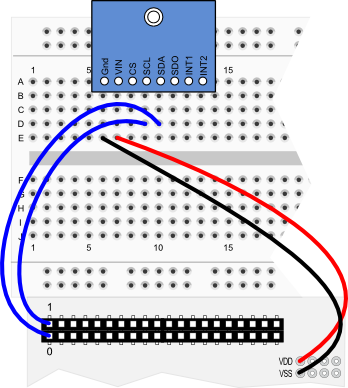 Gnd VIN CS SCL SDA SDO INT1 INT2
1 5 15
A
B
C
D
E
F
G
H
I
J
1 5 10 15
1
0
VDD
VSS